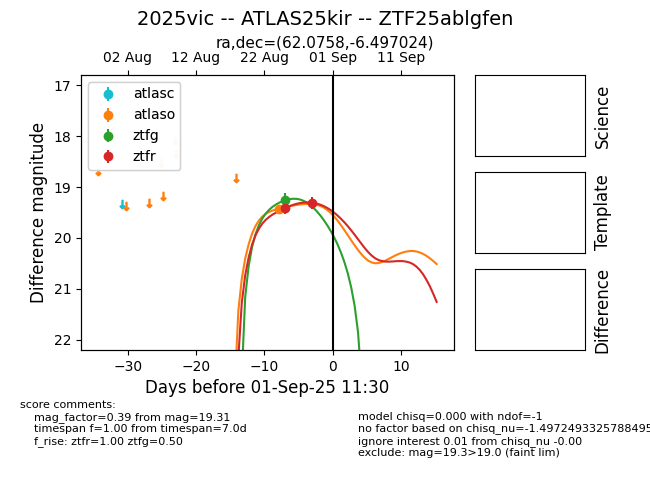 2025vic -- ATLAS25kir -- ZTF25ablgfen
ra,dec=(62.0758,-6.497024)
02 Aug 12 Aug 22 Aug 01 Sep 11 Sep
17
18
19
20
21
22
Difference magnitude
atlasc
atlaso
ztfg
ztfr
−30 −20 −10 0 10
Days before 01-Sep-25 11:30
Science
Template
Difference
score comments:
mag_factor=0.39 from mag=19.31
timespan f=1.00 from timespan=7.0d
f_rise: ztfr=1.00 ztfg=0.50
model chisq=0.000 with ndof=-1
no factor based on chisq_nu=-1.4972493325788495
ignore interest 0.01 from chisq_nu -0.00
exclude: mag=19.3>19.0 (faint lim)